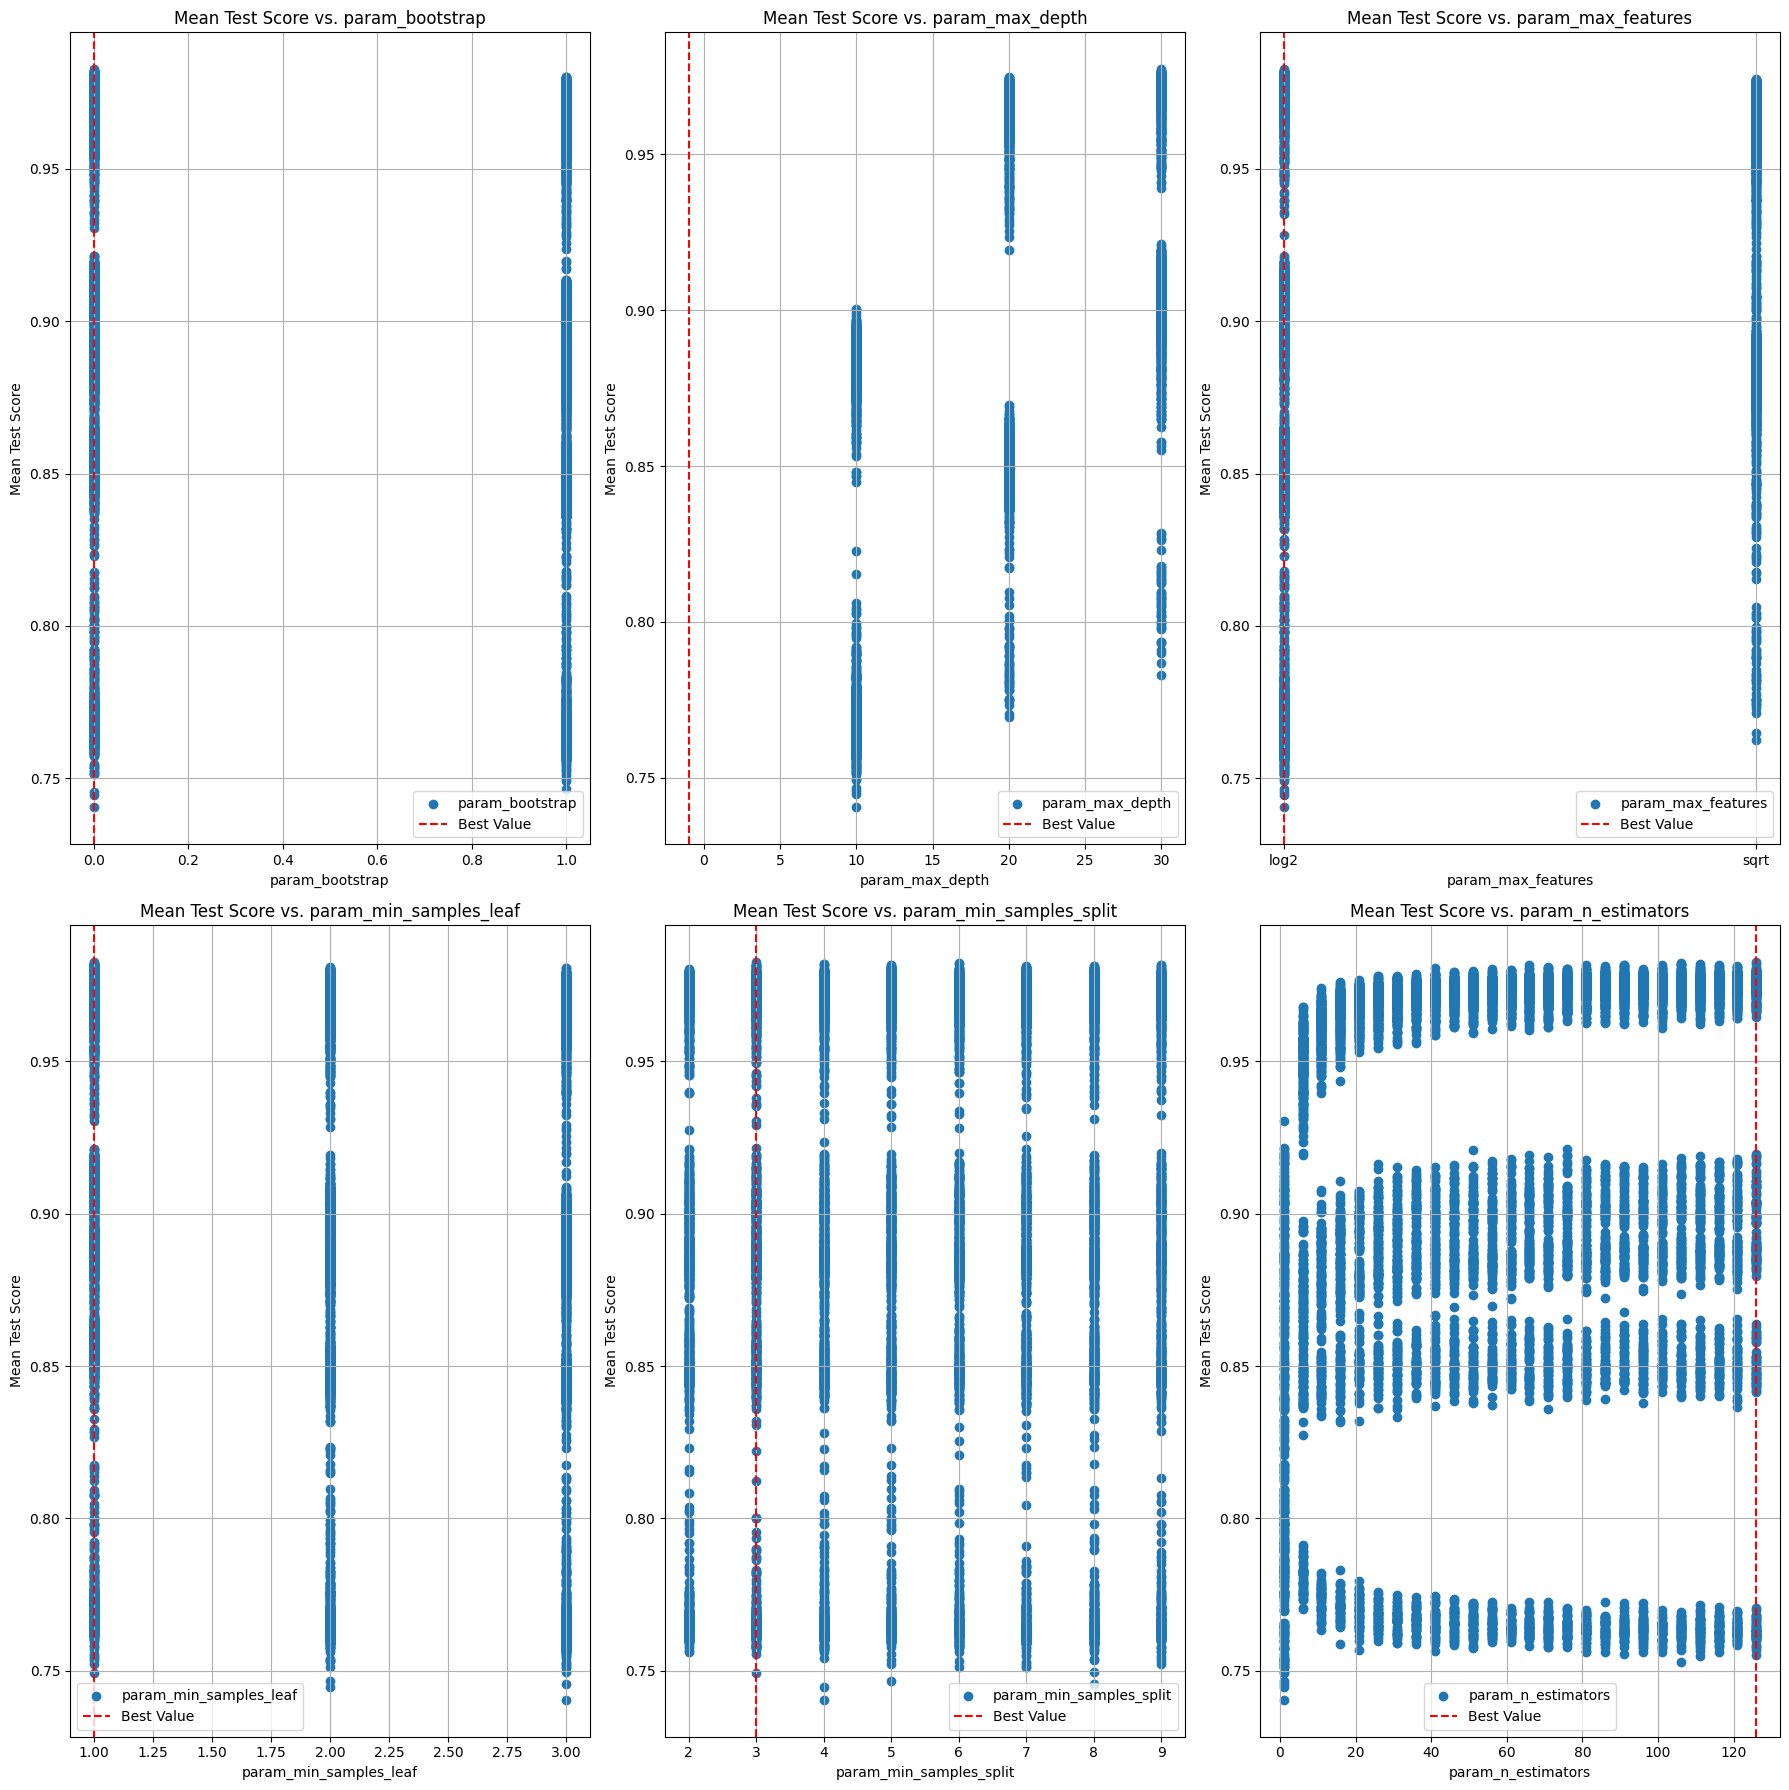 Mean Test Score vs. param_bootstrap
Mean Test Score
0.95
0.90
0.85
0.80
0.75
0.0 0.2 0.4 0.6 0.8 1.0
param_bootstrap
param_bootstrap
Best Value
Mean Test Score vs. param_max_depth
Mean Test Score
0.95
0.90
0.85
0.80
0.75
0 5 10 15 20 25 30
param_max_depth
param_max_depth
Best Value
Mean Test Score vs. param_max_features
Mean Test Score
0.95
0.90
0.85
0.80
0.75
log2 sqrt
param_max_features
param_max_features
Best Value
Mean Test Score vs. param_min_samples_leaf
Mean Test Score
0.95
0.90
0.85
0.80
0.75
1.00 1.25 1.50 1.75 2.00 2.25 2.50 2.75 3.00
param_min_samples_leaf
param_min_samples_leaf
Best Value
Mean Test Score vs. param_min_samples_split
Mean Test Score
0.95
0.90
0.85
0.80
0.75
2 3 4 5 6 7 8 9
param_min_samples_split
param_min_samples_split
Best Value
Mean Test Score vs. param_n_estimators
Mean Test Score
0.95
0.90
0.85
0.80
0.75
0 20 40 60 80 100 120
param_n_estimators
param_n_estimators
Best Value